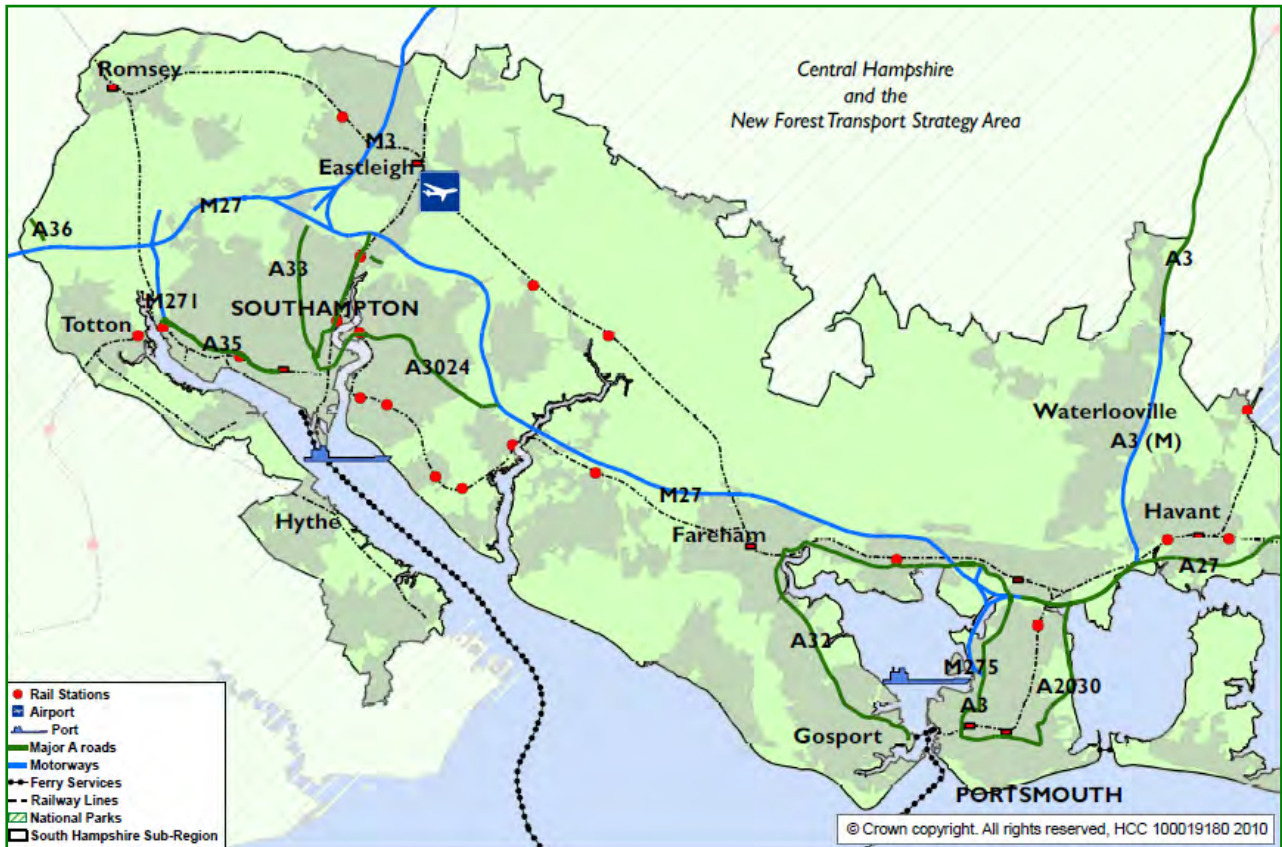 Romsey
Central Hampshire
and the
New Forest Transport Strategy Area
M3
Eastleigh
M27
A36
A33
A3
M271
SOUTHAMPTON
Totton
A35
A3024
Waterlooville
A3 (M)
M27
Hythe
Fareham
Havant
A27
A32
M275
A2030
A3
Gosport
PORTSMOUTH
Rail Stations
Airport
Port
Major A roads
Motorways
Ferry Services
Railway Lines
National Parks
South Hampshire Sub-Region
© Crown copyright. All rights reserved, HCC 100019180 2010